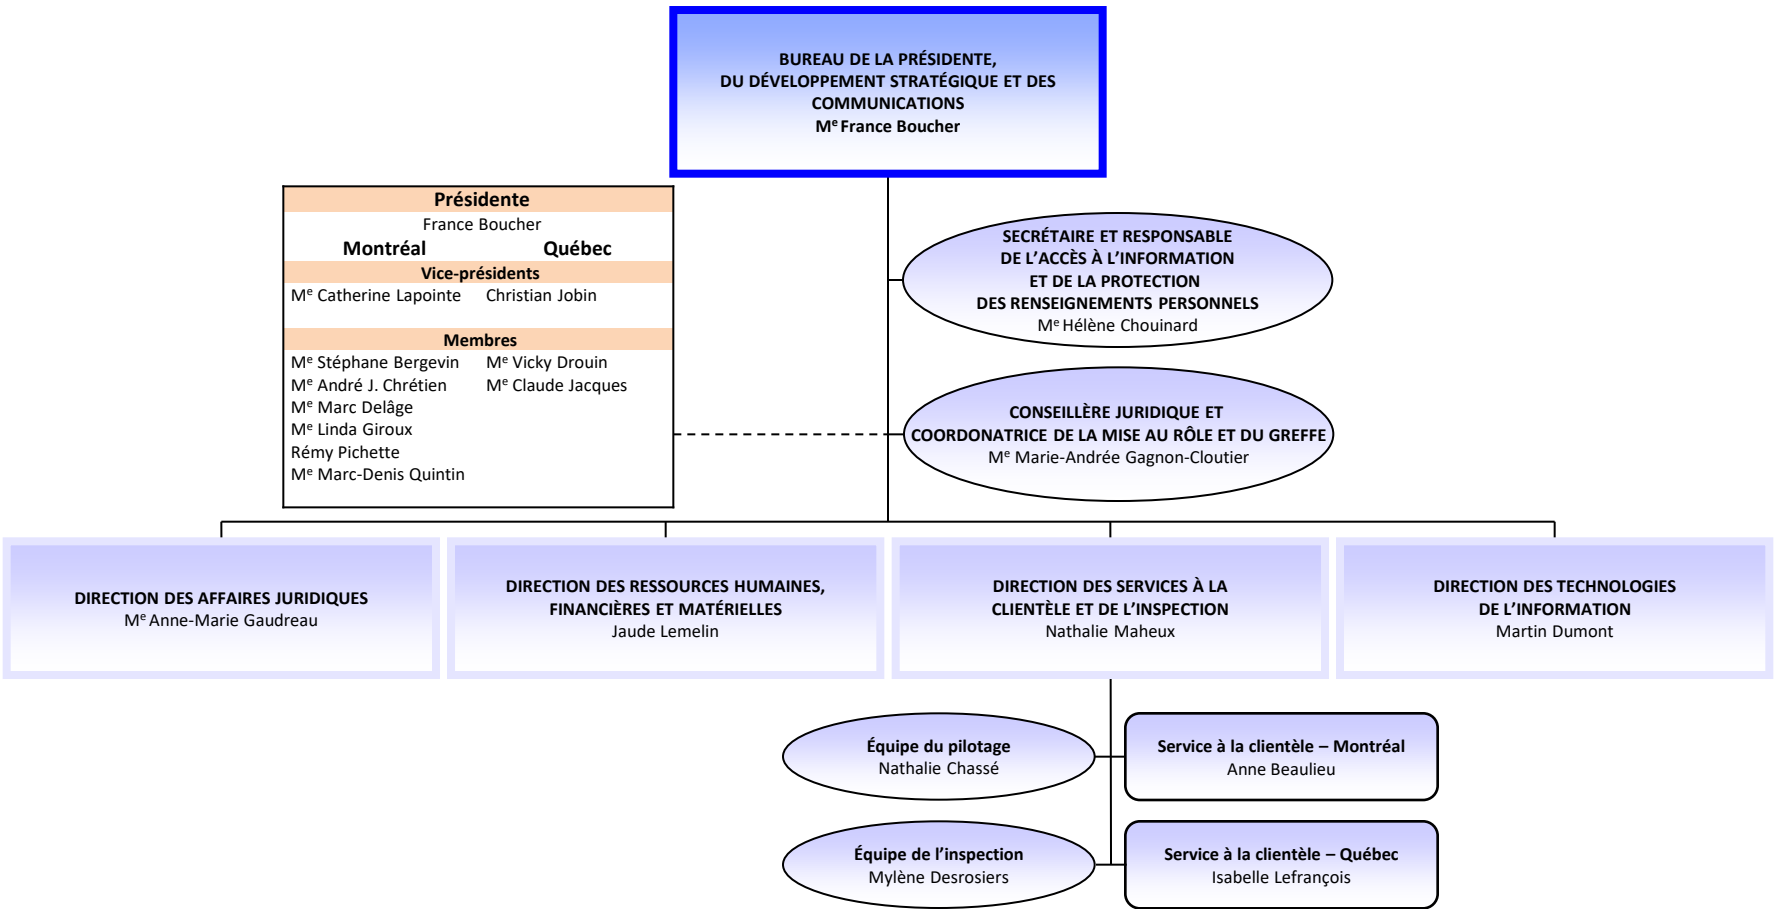 BUREAU DE LA PRÉSIDENTE,
DU DÉVELOPPEMENT STRATÉGIQUE ET DES
COMMUNICATIONS
Mᵉ France Boucher
Présidente
France Boucher
Montréal Québec
Vice-présidents
Mᵉ Catherine Lapointe Christian Jobin
Membres
Mᵉ Stéphane Bergevin Mᵉ Vicky Drouin
Mᵉ André J. Chrétien Mᵉ Claude Jacques
Mᵉ Marc Delâge
Mᵉ Linda Giroux
Rémy Pichette
Mᵉ Marc-Denis Quintin
SECRÉTAIRE ET RESPONSABLE
DE L’ACCÈS À L’INFORMATION
ET DE LA PROTECTION
DES RENSEIGNEMENTS PERSONNELS
Mᵉ Hélène Chouinard
CONSEILLÈRE JURIDIQUE ET
COORDONATRICE DE LA MISE AU RÔLE ET DU GREFFE
Mᵉ Marie-Andrée Gagnon-Cloutier
DIRECTION DES AFFAIRES JURIDIQUES
Mᵉ Anne-Marie Gaudreau
DIRECTION DES RESSOURCES HUMAINES,
FINANCIÈRES ET MATÉRIELLES
Jaude Lemelin
DIRECTION DES SERVICES À LA
CLIENTÈLE ET DE L’INSPECTION
Nathalie Maheux
DIRECTION DES TECHNOLOGIES
DE L’INFORMATION
Martin Dumont
Équipe du pilotage
Nathalie Chassé
Service à la clientèle – Montréal
Anne Beaulieu
Équipe de l’inspection
Mylène Desrosiers
Service à la clientèle – Québec
Isabelle Lefrançois